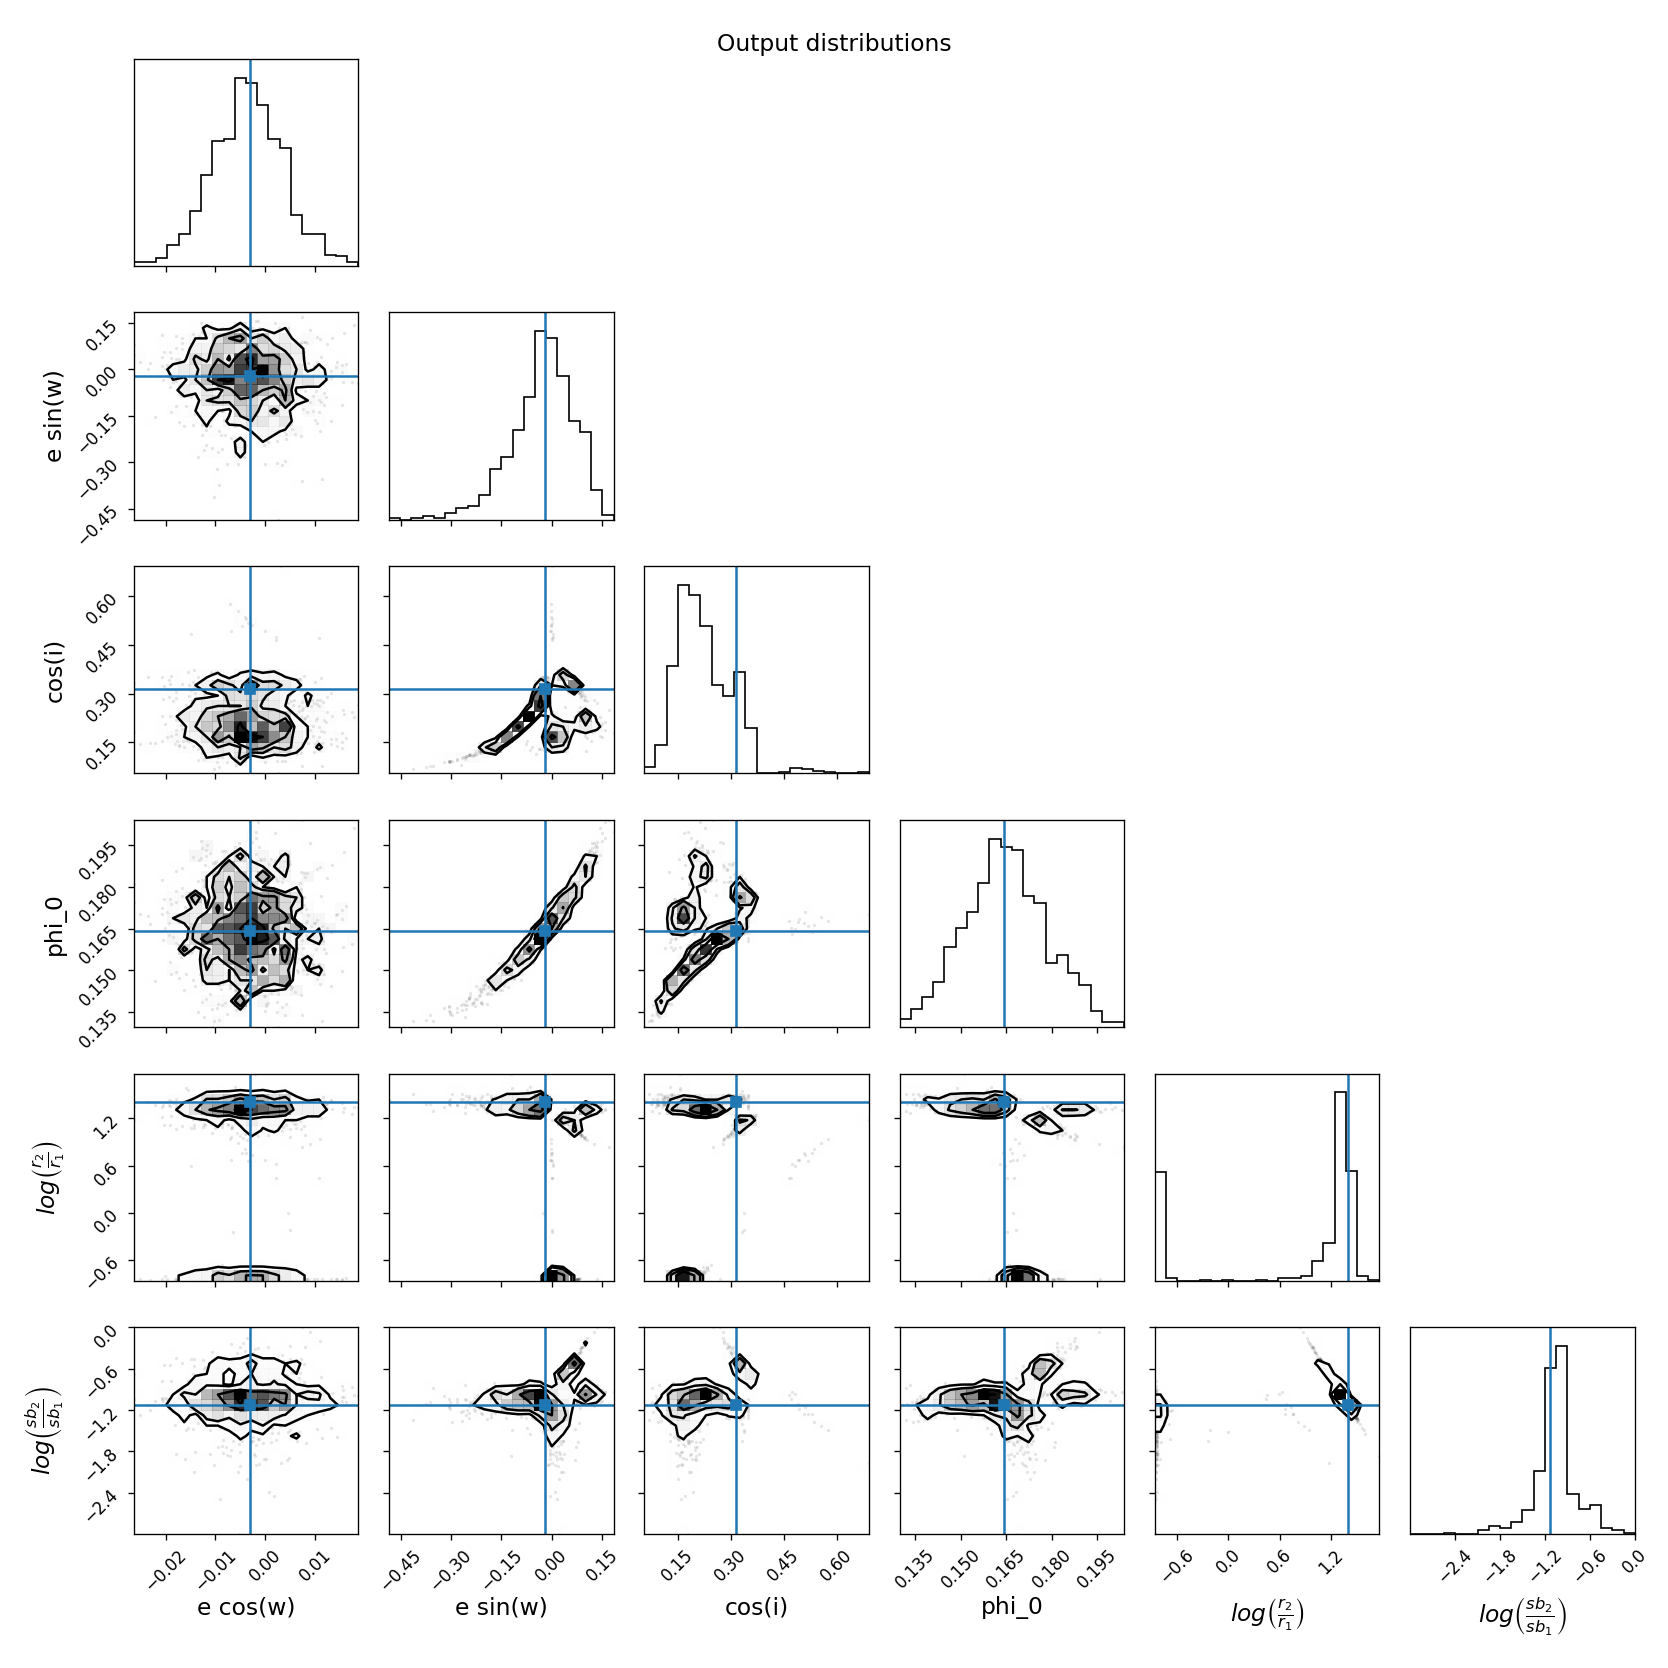 Output distributions
e sin(w)
0.15
0.00
−0.15
−0.30
−0.45
cos(i)
0.60
0.45
0.30
0.15
phi_0
0.195
0.180
0.165
0.150
0.135
log(r₂/r₁)
1.2
0.6
0.0
−0.6
log(sb₂/sb₁)
0.0
−0.6
−1.2
−1.8
−2.4
−0.02 −0.01 0.00 0.01
−0.45 −0.30 −0.15 0.00 0.15
0.15 0.30 0.45 0.60
0.135 0.150 0.165 0.180 0.195
−0.6 0.0 0.6 1.2
−2.4 −1.8 −1.2 −0.6 0.0
e cos(w)
e sin(w)
cos(i)
phi_0
log(r₂/r₁)
log(sb₂/sb₁)